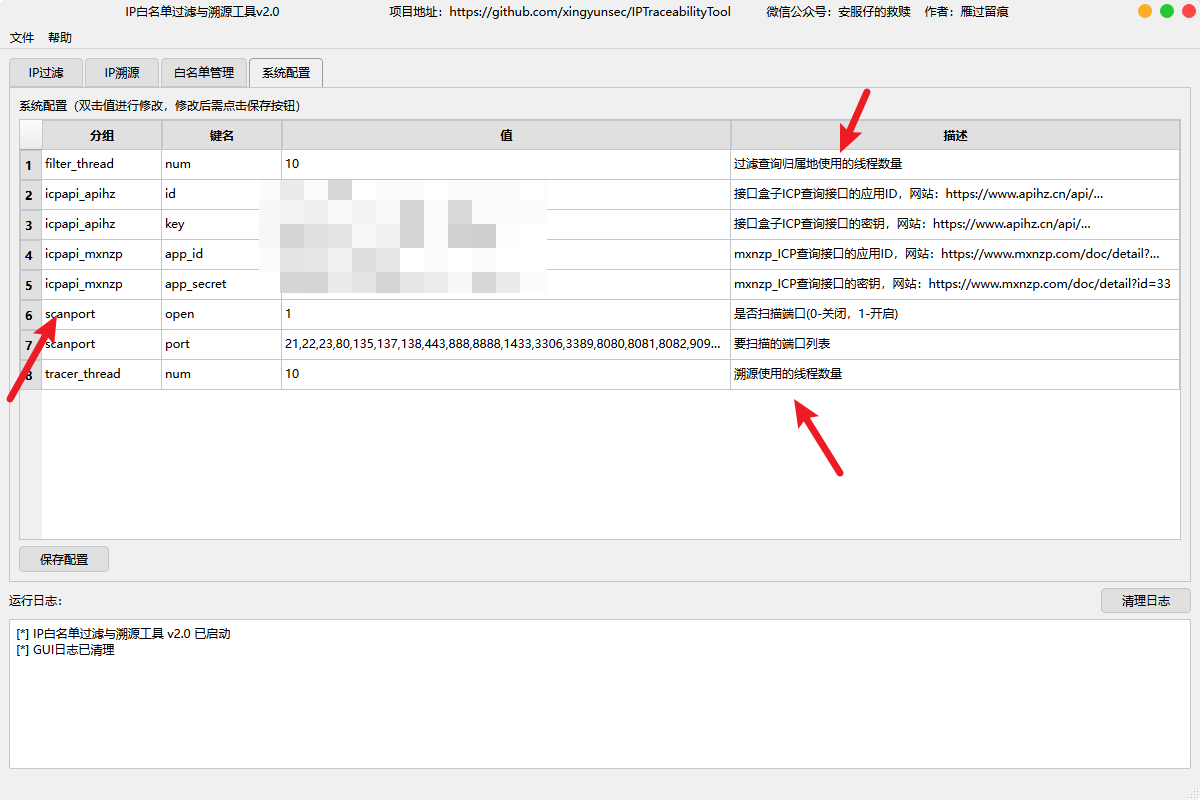 IP白名单过滤与溯源工具v2.0 项目地址：https://github.com/xingyunsec/IPTraceabilityTool 微信公众号：安服仔的救赎 作者：雁过留痕
文件 帮助
IP过滤 IP溯源 白名单管理 系统配置
系统配置（双击值进行修改，修改后需点击保存按钮）
分组 键名 值 描述
1 filter_thread num 10 过滤查询归属地使用的线程数量
2 icpapi_apihz id 接口盒子ICP查询接口的应用ID，网站：https://www.apihz.cn/api/...
3 icpapi_apihz key 接口盒子ICP查询接口的密钥，网站：https://www.apihz.cn/api/...
4 icpapi_mxnzp app_id mxnzp_ICP查询接口的应用ID，网站：https://www.mxnzp.com/doc/detail?...
5 icpapi_mxnzp app_secret mxnzp_ICP查询接口的密钥，网站：https://www.mxnzp.com/doc/detail?id=33
6 scanport open 1 是否扫描端口(0-关闭，1-开启)
7 scanport port 21,22,23,80,135,137,138,443,888,8888,1433,3306,3389,8080,8081,8082,909... 要扫描的端口列表
8 tracer_thread num 10 溯源使用的线程数量
保存配置
运行日志：
清理日志
[*] IP白名单过滤与溯源工具 v2.0 已启动
[*] GUI日志已清理